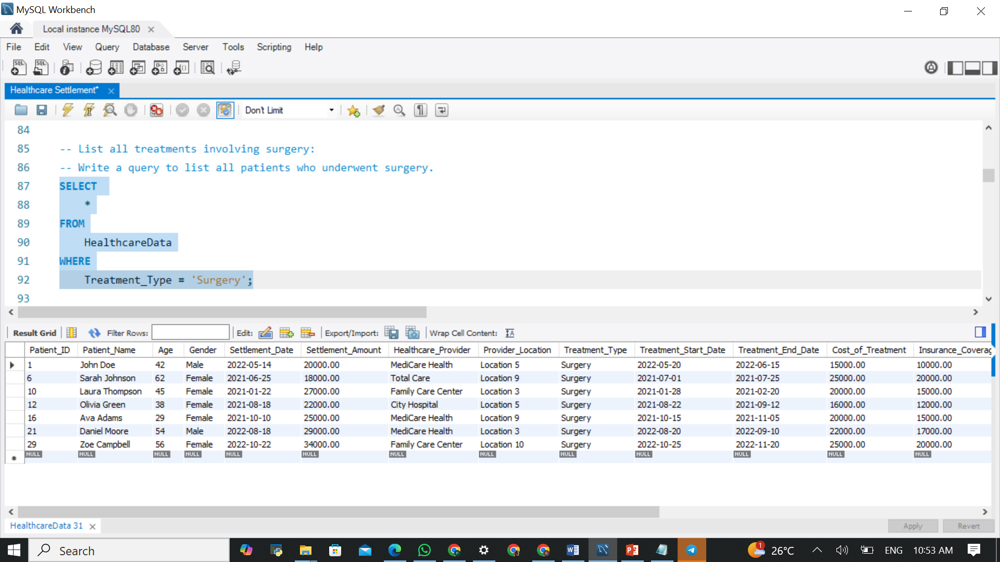 MySQL Workbench
Local instance MySQL80
File Edit View Query Database Server Tools Scripting Help
Healthcare Settlement*
Don't Limit
84
85 -- List all treatments involving surgery:
86 -- Write a query to list all patients who underwent surgery.
87 SELECT
88 *
89 FROM
90 HealthcareData
91 WHERE
92 Treatment_Type = 'Surgery';
93
Result Grid Filter Rows: Edit: Export/Import: Wrap Cell Content:
Patient_ID Patient_Name Age Gender Settlement_Date Settlement_Amount Healthcare_Provider Provider_Location Treatment_Type Treatment_Start_Date Treatment_End_Date Cost_of_Treatment Insurance_Coverag
1 John Doe 42 Male 2022-05-14 20000.00 MediCare Health Location 5 Surgery 2022-05-20 2022-06-15 15000.00 10000.00
6 Sarah Johnson 62 Female 2021-06-25 18000.00 Total Care Location 9 Surgery 2021-07-01 2021-07-25 25000.00 20000.00
10 Laura Thompson 45 Female 2021-01-22 27000.00 Family Care Center Location 3 Surgery 2021-01-28 2021-02-20 20000.00 15000.00
12 Olivia Green 38 Female 2021-08-18 22000.00 City Hospital Location 5 Surgery 2021-08-22 2021-09-12 16000.00 12000.00
16 Ava Adams 29 Female 2021-10-10 25000.00 MediCare Health Location 9 Surgery 2021-10-15 2021-11-05 20000.00 15000.00
21 Daniel Moore 54 Male 2022-08-18 29000.00 MediCare Health Location 3 Surgery 2022-08-20 2022-09-10 22000.00 17000.00
29 Zoe Campbell 56 Female 2022-10-22 34000.00 Family Care Center Location 10 Surgery 2022-10-25 2022-11-20 25000.00 20000.00
NULL NULL NULL NULL NULL NULL NULL NULL NULL NULL NULL NULL NULL
HealthcareData 31
Apply Revert
Search
1 26°C ENG 10:53 AM